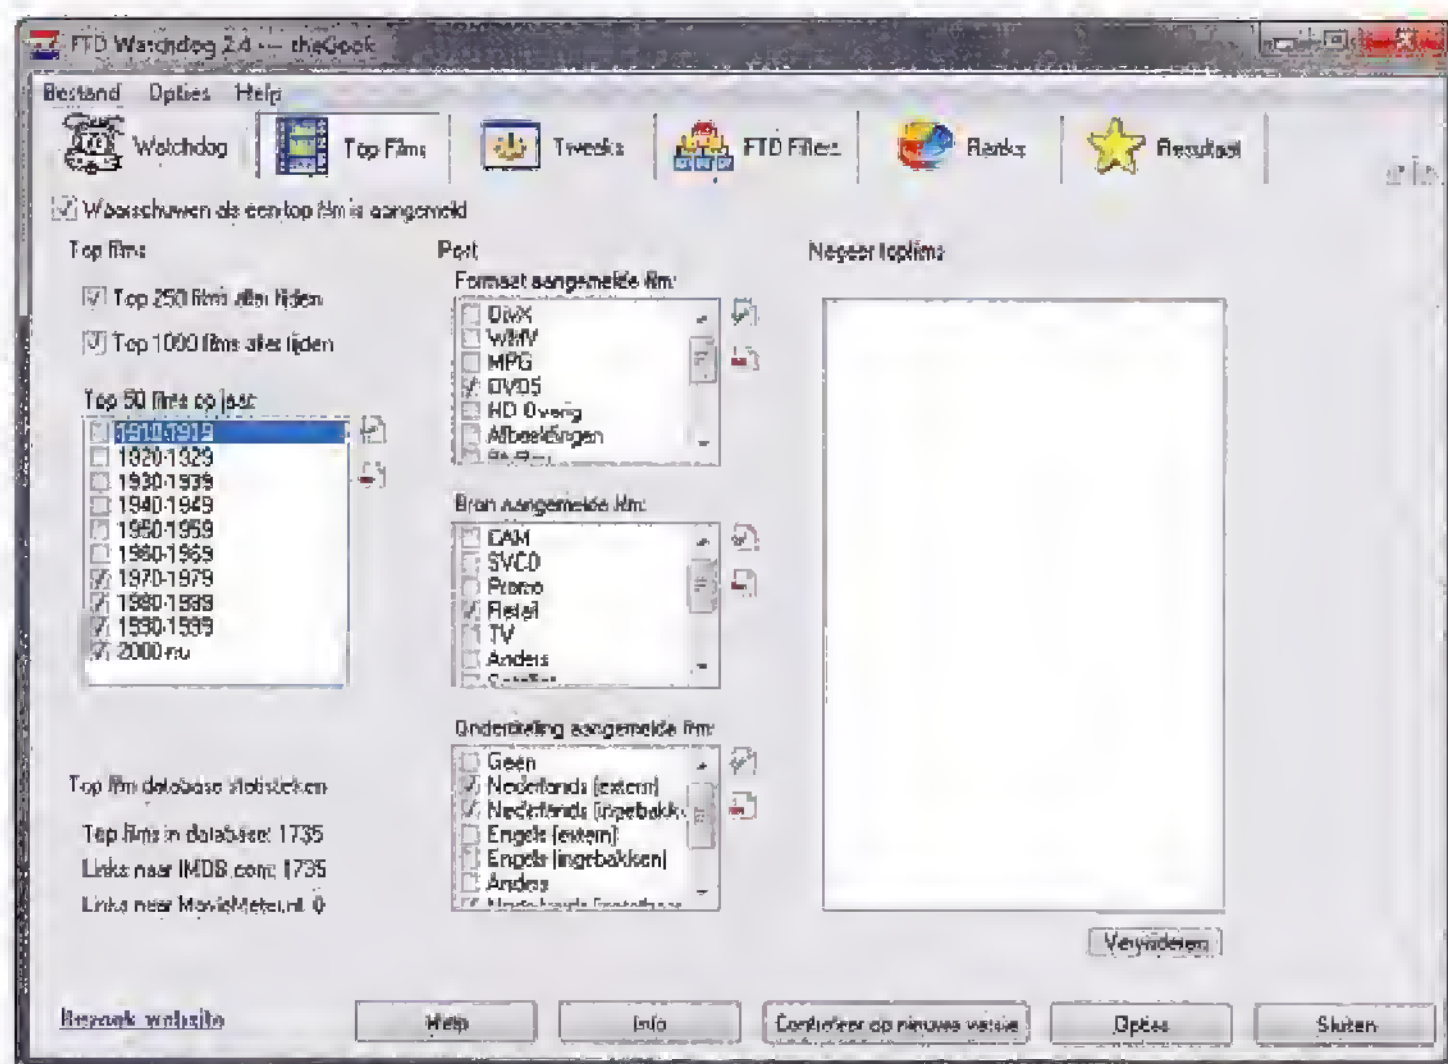 FTD Watchdog 2.4 --- theGook
Bestand Opties Help
Watchdog Top Films Tweaks FTD Filters Ranks Resultaat
Waarschuwen als een top film is aangemeld
Top films
Top 250 films aller tijden
Top 1000 films aller tijden
Top 50 films op jaar:
1910-1919
1920-1929
1930-1939
1940-1949
1950-1959
1960-1969
1970-1979
1980-1989
1990-1999
2000-nu
Top film database statistieken
Top films in database: 1735
Links naar IMDB.com: 1735
Links naar MovieMeter.nl: 0
Post
Formaat aangemelde film:
DivX
WMV
MPG
DVD5
HD Overig
Afbeeldingen
Bron aangemelde film:
CAM
SVCD
Promo
Retail
TV
Anders
Ondertiteling aangemelde film:
Geen
Nederlands (extern)
Nederlands (ingebakk
Engels (extern)
Engels (ingebakken)
Anders
Negeer topfilms
Verwijderen
Bezoek website
Help Info Controleer op nieuwe versie Opties Sluiten